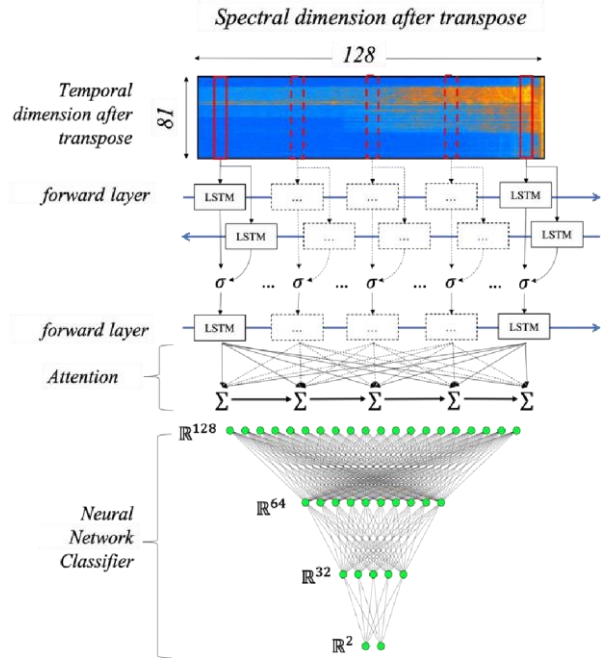 Spectral dimension after transpose
128
Temporal
dimension after
transpose
81
forward layer
LSTM ... ... ... LSTM
LSTM ... ... ... LSTM
σ ... σ ... σ ... σ ... σ
forward layer
LSTM ... ... ... LSTM
Attention
Σ Σ Σ Σ Σ
ℝ¹²⁸
ℝ⁶⁴
Neural
Network
Classifier
ℝ³²
ℝ²